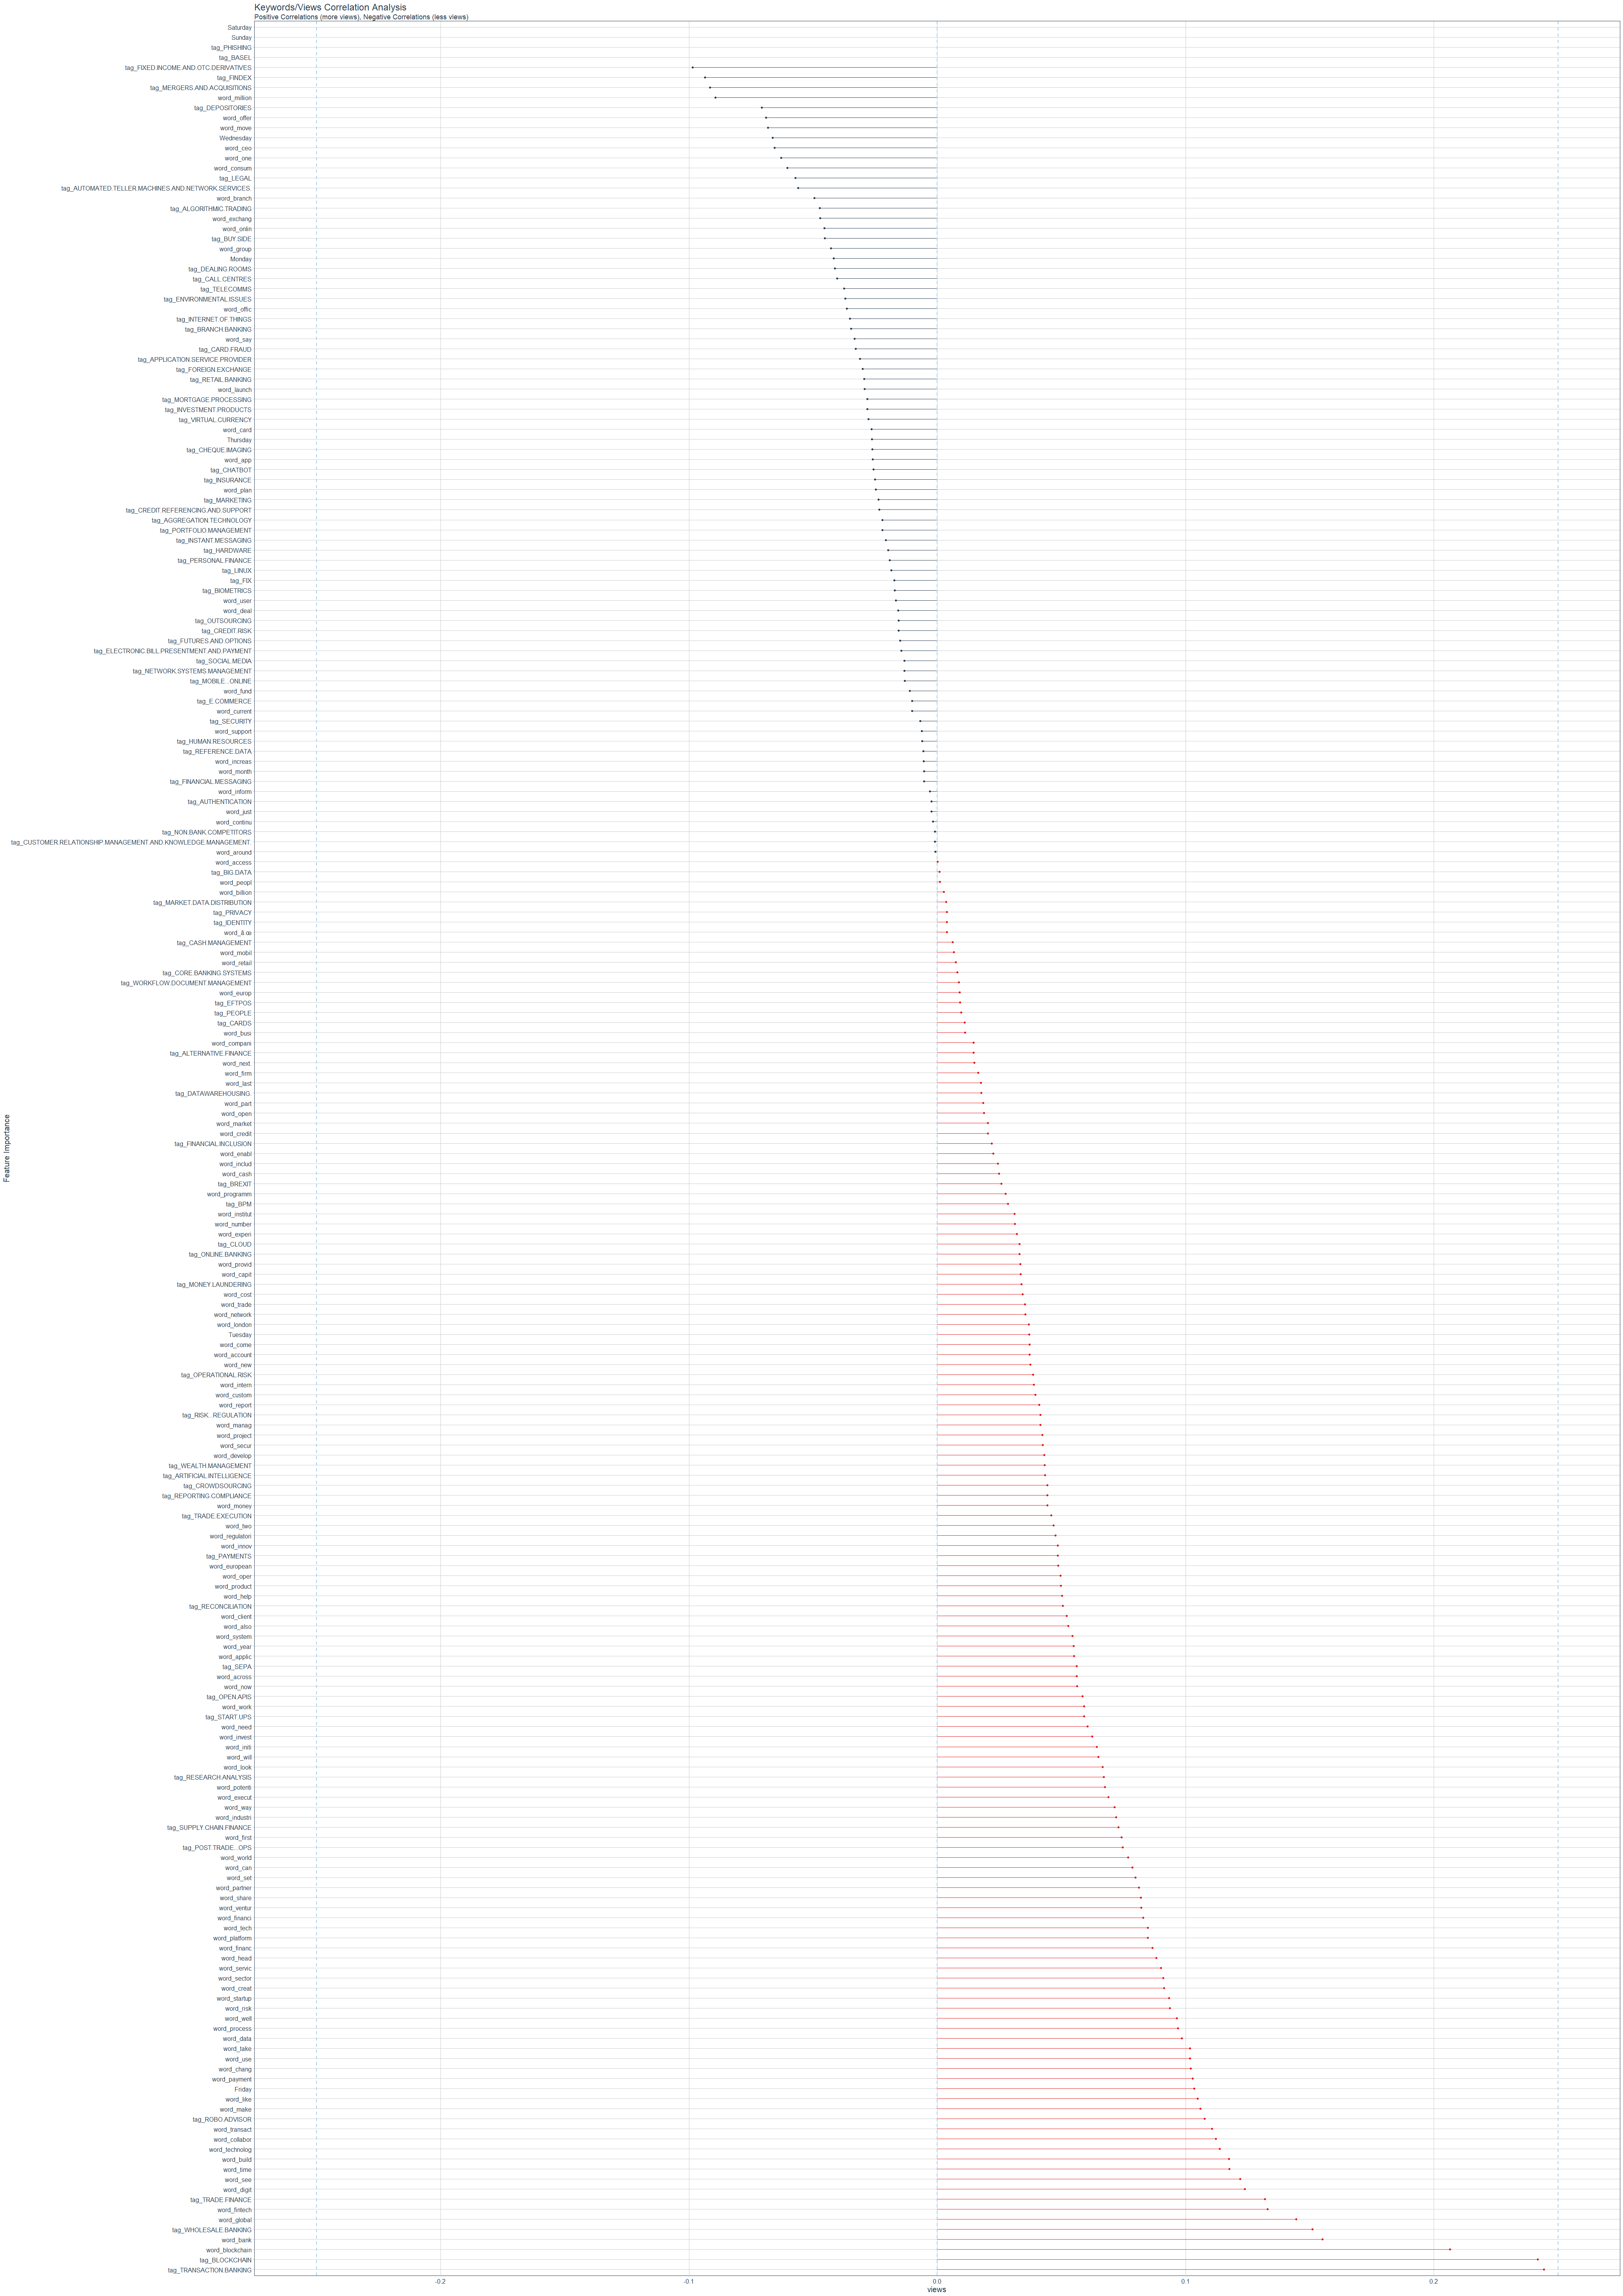 Keywords/Views Correlation Analysis
Positive Correlations (more views), Negative Correlations (less views)
Saturday
Sunday
tag_PHISHING
tag_BASEL
tag_FIXED.INCOME.AND.OTC.DERIVATIVES
tag_FINDEX
tag_MERGERS.AND.ACQUISITIONS
word_million
tag_DEPOSITORIES
word_offer
word_move
Wednesday
word_ceo
word_one
word_consum
tag_LEGAL
tag_AUTOMATED.TELLER.MACHINES.AND.NETWORK.SERVICES.
word_branch
tag_ALGORITHMIC.TRADING
word_exchang
word_onlin
tag_BUY.SIDE
word_group
Monday
tag_DEALING.ROOMS
tag_CALL.CENTRES
tag_TELECOMMS
tag_ENVIRONMENTAL.ISSUES
word_offic
tag_INTERNET.OF.THINGS
tag_BRANCH.BANKING
word_say
tag_CARD.FRAUD
tag_APPLICATION.SERVICE.PROVIDER
tag_FOREIGN.EXCHANGE
tag_RETAIL.BANKING
word_launch
tag_MORTGAGE.PROCESSING
tag_INVESTMENT.PRODUCTS
tag_VIRTUAL.CURRENCY
word_card
Thursday
tag_CHEQUE.IMAGING
word_app
tag_CHATBOT
tag_INSURANCE
word_plan
tag_MARKETING
tag_CREDIT.REFERENCING.AND.SUPPORT
tag_AGGREGATION.TECHNOLOGY
tag_PORTFOLIO.MANAGEMENT
tag_INSTANT.MESSAGING
tag_HARDWARE
tag_PERSONAL.FINANCE
tag_LINUX
tag_FIX
tag_BIOMETRICS
word_user
word_deal
tag_OUTSOURCING
tag_CREDIT.RISK
tag_FUTURES.AND.OPTIONS
tag_ELECTRONIC.BILL.PRESENTMENT.AND.PAYMENT
tag_SOCIAL.MEDIA
tag_NETWORK.SYSTEMS.MANAGEMENT
tag_MOBILE...ONLINE
word_fund
tag_E.COMMERCE
word_current
tag_SECURITY
word_support
tag_HUMAN.RESOURCES
tag_REFERENCE.DATA
word_increas
word_month
tag_FINANCIAL.MESSAGING
word_inform
tag_AUTHENTICATION
word_just
word_continu
tag_NON.BANK.COMPETITORS
tag_CUSTOMER.RELATIONSHIP.MANAGEMENT.AND.KNOWLEDGE.MANAGEMENT.
word_around
word_access
tag_BIG.DATA
word_peopl
word_billion
tag_MARKET.DATA.DISTRIBUTION
tag_PRIVACY
tag_IDENTITY
word_â.œ
tag_CASH.MANAGEMENT
word_mobil
word_retail
tag_CORE.BANKING.SYSTEMS
tag_WORKFLOW.DOCUMENT.MANAGEMENT
word_europ
tag_EFTPOS
tag_PEOPLE
tag_CARDS
word_busi
word_compani
tag_ALTERNATIVE.FINANCE
word_next.
word_firm
word_last
tag_DATAWAREHOUSING.
word_part
word_open
word_market
word_credit
tag_FINANCIAL.INCLUSION
word_enabl
word_includ
word_cash
tag_BREXIT
word_programm
tag_BPM
word_institut
word_number
word_experi
tag_CLOUD
tag_ONLINE.BANKING
word_provid
word_capit
tag_MONEY.LAUNDERING
word_cost
word_trade
word_network
word_london
Tuesday
word_come
word_account
word_new
tag_OPERATIONAL.RISK
word_intern
word_custom
word_report
tag_RISK...REGULATION
word_manag
word_project
word_secur
word_develop
tag_WEALTH.MANAGEMENT
tag_ARTIFICIAL.INTELLIGENCE
tag_CROWDSOURCING
tag_REPORTING.COMPLIANCE
word_money
tag_TRADE.EXECUTION
word_two
word_regulatori
word_innov
tag_PAYMENTS
word_european
word_oper
word_product
word_help
tag_RECONCILIATION
word_client
word_also
word_system
word_year
word_applic
tag_SEPA
word_across
word_now
tag_OPEN.APIS
word_work
tag_START.UPS
word_need
word_invest
word_initi
word_will
word_look
tag_RESEARCH.ANALYSIS
word_potenti
word_execut
word_way
word_industri
tag_SUPPLY.CHAIN.FINANCE
word_first
tag_POST.TRADE...OPS
word_world
word_can
word_set
word_partner
word_share
word_ventur
word_financi
word_tech
word_platform
word_financ
word_head
word_servic
word_sector
word_creat
word_startup
word_risk
word_well
word_process
word_data
word_take
word_use
word_chang
word_payment
Friday
word_like
word_make
tag_ROBO.ADVISOR
word_transact
word_collabor
word_technolog
word_build
word_time
word_see
word_digit
tag_TRADE.FINANCE
word_fintech
word_global
tag_WHOLESALE.BANKING
word_bank
word_blockchain
tag_BLOCKCHAIN
tag_TRANSACTION.BANKING
Feature Importance
-0.2
-0.1
0.0
0.1
0.2
views